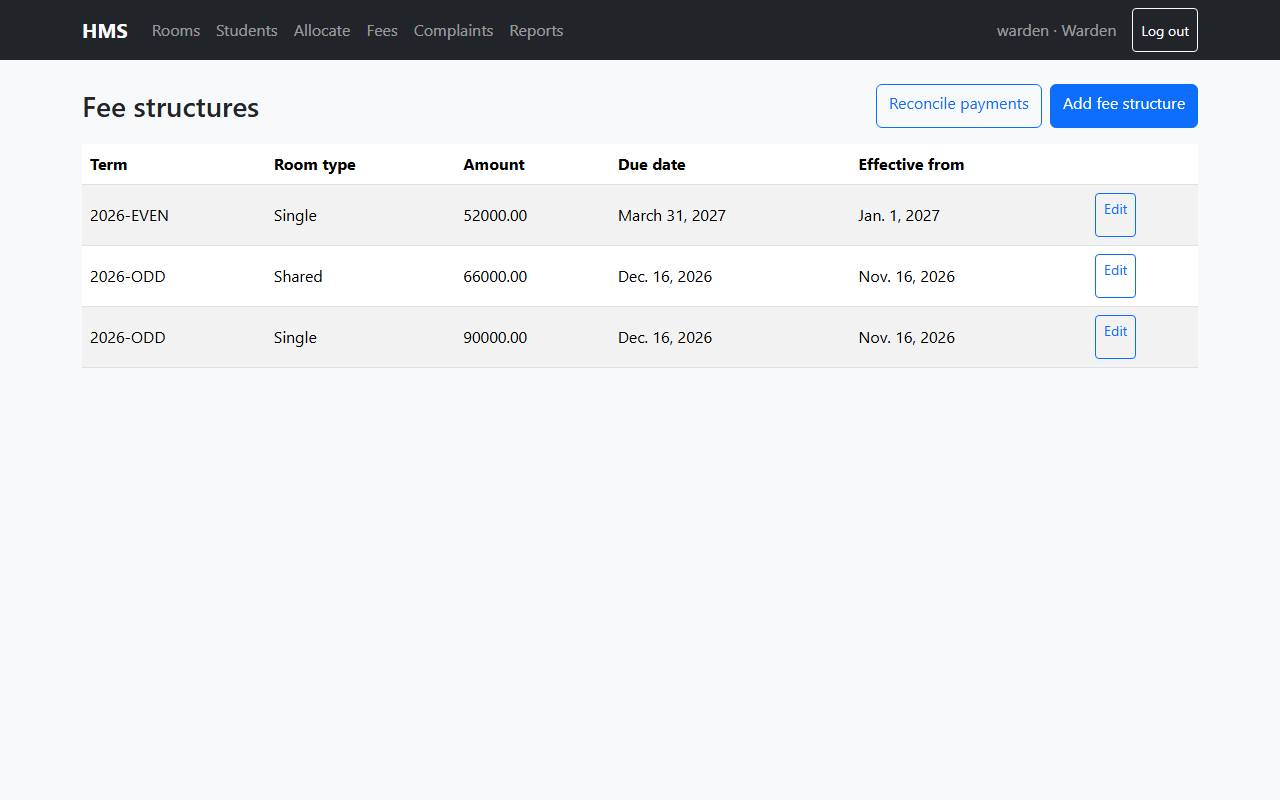 HMS Rooms Students Allocate Fees Complaints Reports warden · Warden Log out
Fee structures Reconcile payments Add fee structure
Term Room type Amount Due date Effective from
2026-EVEN Single 52000.00 March 31, 2027 Jan. 1, 2027 Edit
2026-ODD Shared 66000.00 Dec. 16, 2026 Nov. 16, 2026 Edit
2026-ODD Single 90000.00 Dec. 16, 2026 Nov. 16, 2026 Edit